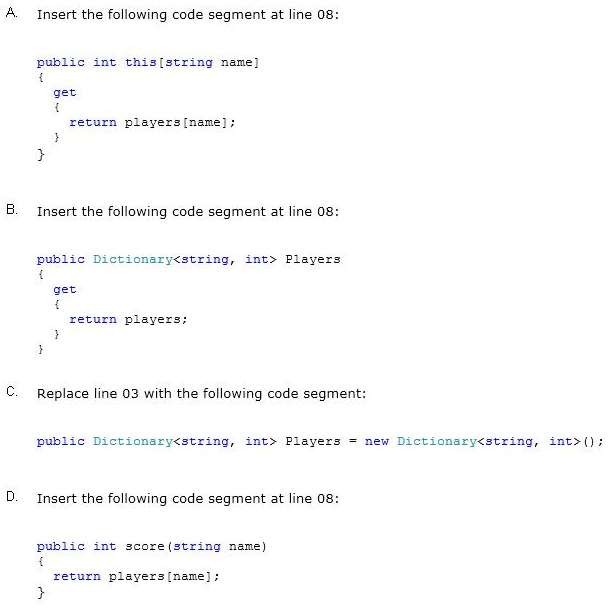 A. Insert the following code segment at line 08:
public int this[string name]
{
get
{
return players[name];
}
}
B. Insert the following code segment at line 08:
public Dictionary<string, int> Players
{
get
{
return players;
}
}
C. Replace line 03 with the following code segment:
public Dictionary<string, int> Players = new Dictionary<string, int>();
D. Insert the following code segment at line 08:
public int score(string name)
{
return players[name];
}